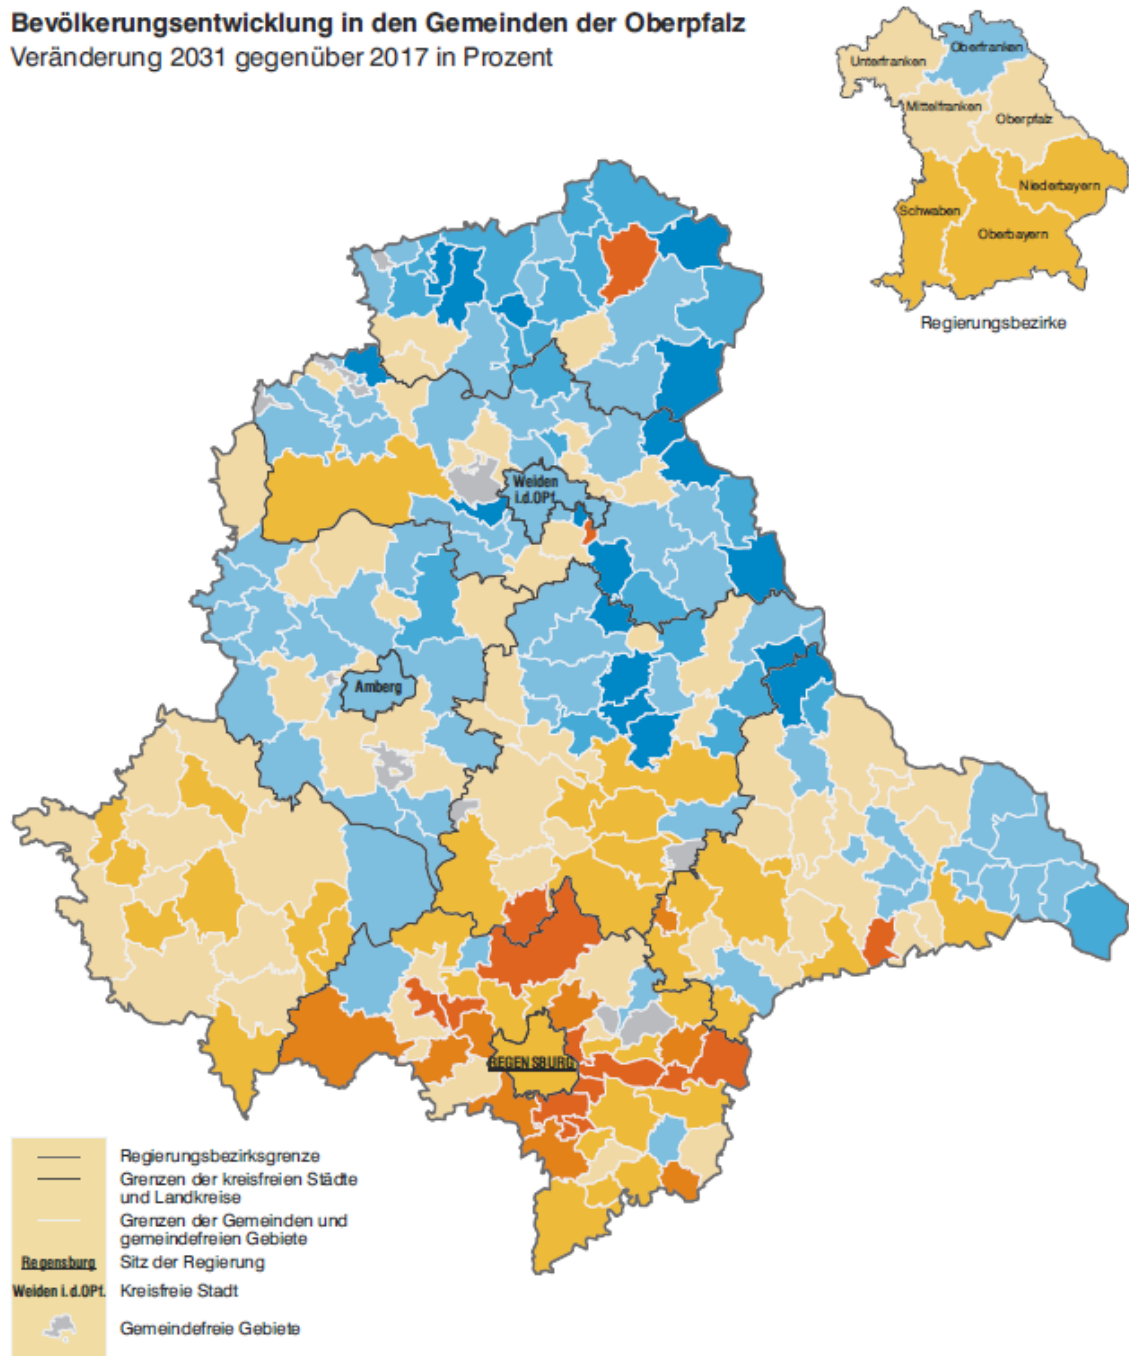 Bevölkerungsentwicklung in den Gemeinden der Oberpfalz
Veränderung 2031 gegenüber 2017 in Prozent
Unterfranken
Oberfranken
Mittelfranken
Oberpfalz
Niederbayern
Schwaben
Oberbayern
Regierungsbezirke
Weiden
i.d.OPf.
Amberg
REGENSBURG
Regierungsbezirksgrenze
Grenzen der kreisfreien Städte
und Landkreise
Grenzen der Gemeinden und
gemeindefreien Gebiete
Regensburg Sitz der Regierung
Weiden i.d.OPf. Kreisfreie Stadt
Gemeindefreie Gebiete